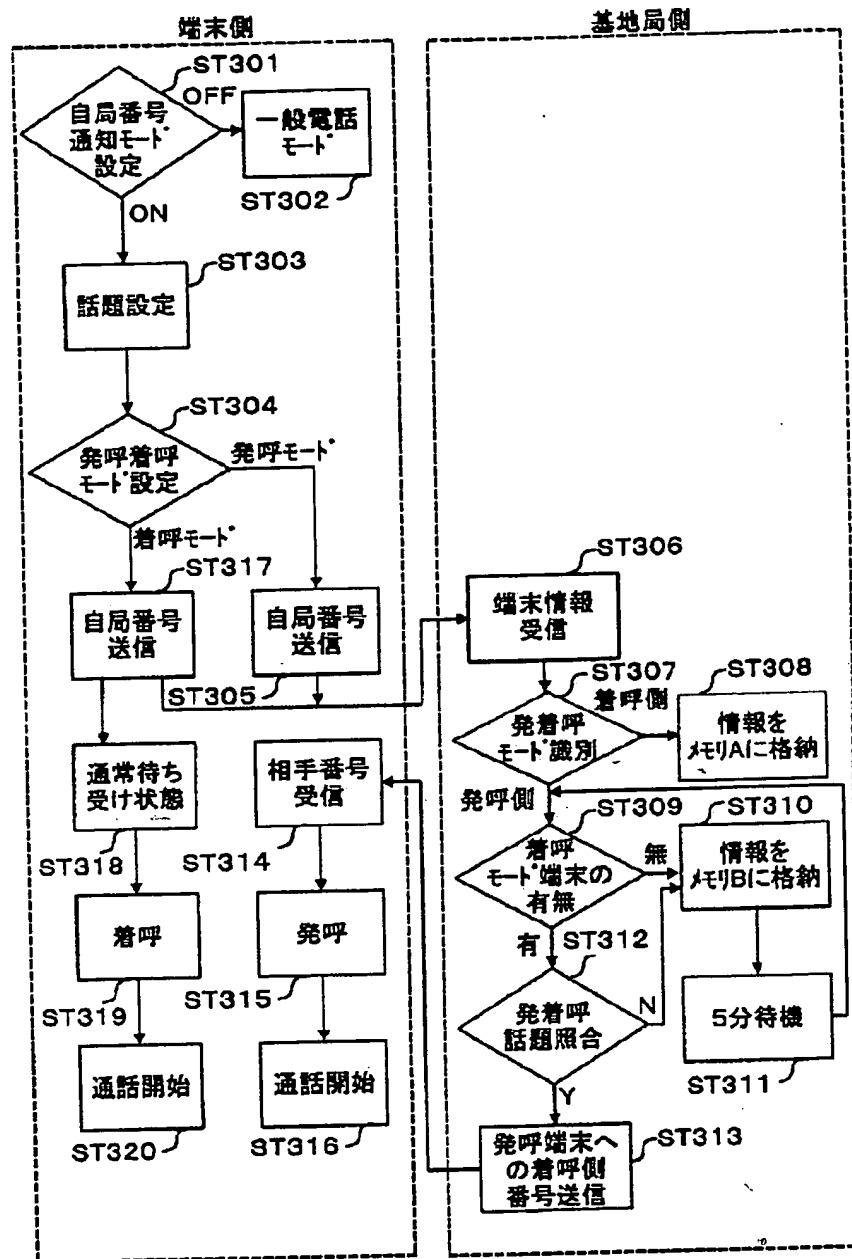 端末側
基地局側
ST301
OFF
自局番号
通知モード
設定
一般電話
モード
ST302
ON
ST303
話題設定
ST304
発呼着呼
モード設定
発呼モード
着呼モード
ST317
自局番号
送信
自局番号
送信
ST305
ST306
端末情報
受信
ST307
着呼側
ST308
発着呼
モード識別
情報を
メモリAに格納
発呼側
通常待ち
受け状態
相手番号
受信
ST318
ST314
ST309
ST310
着呼
モード端末の
有無
無
情報を
メモリBに格納
有
ST312
着呼
発呼
ST319
ST315
発着呼
話題照合
N
5分待機
ST311
Y
通話開始
通話開始
ST320
ST316
発呼端末へ
の着呼側
番号送信
ST313